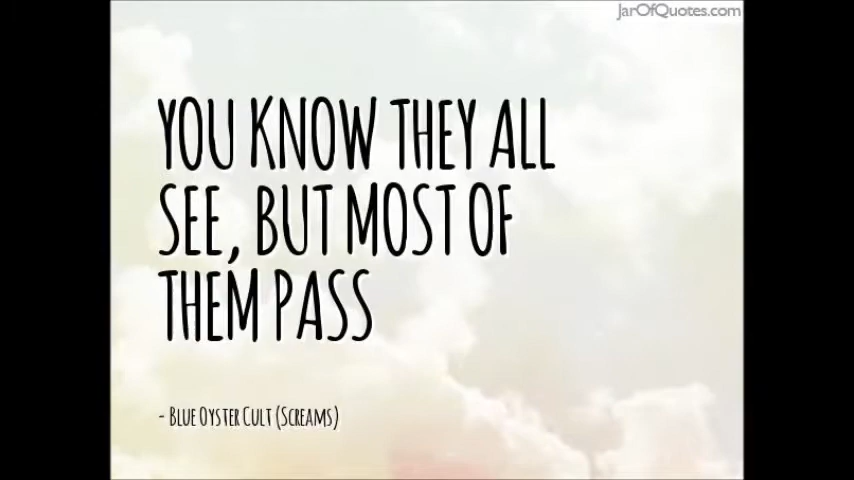 JarOfQuotes.com
YOU KNOW THEY ALL
SEE, BUT MOST OF
THEM PASS
- BLUE OYSTER CULT (SCREAMS)